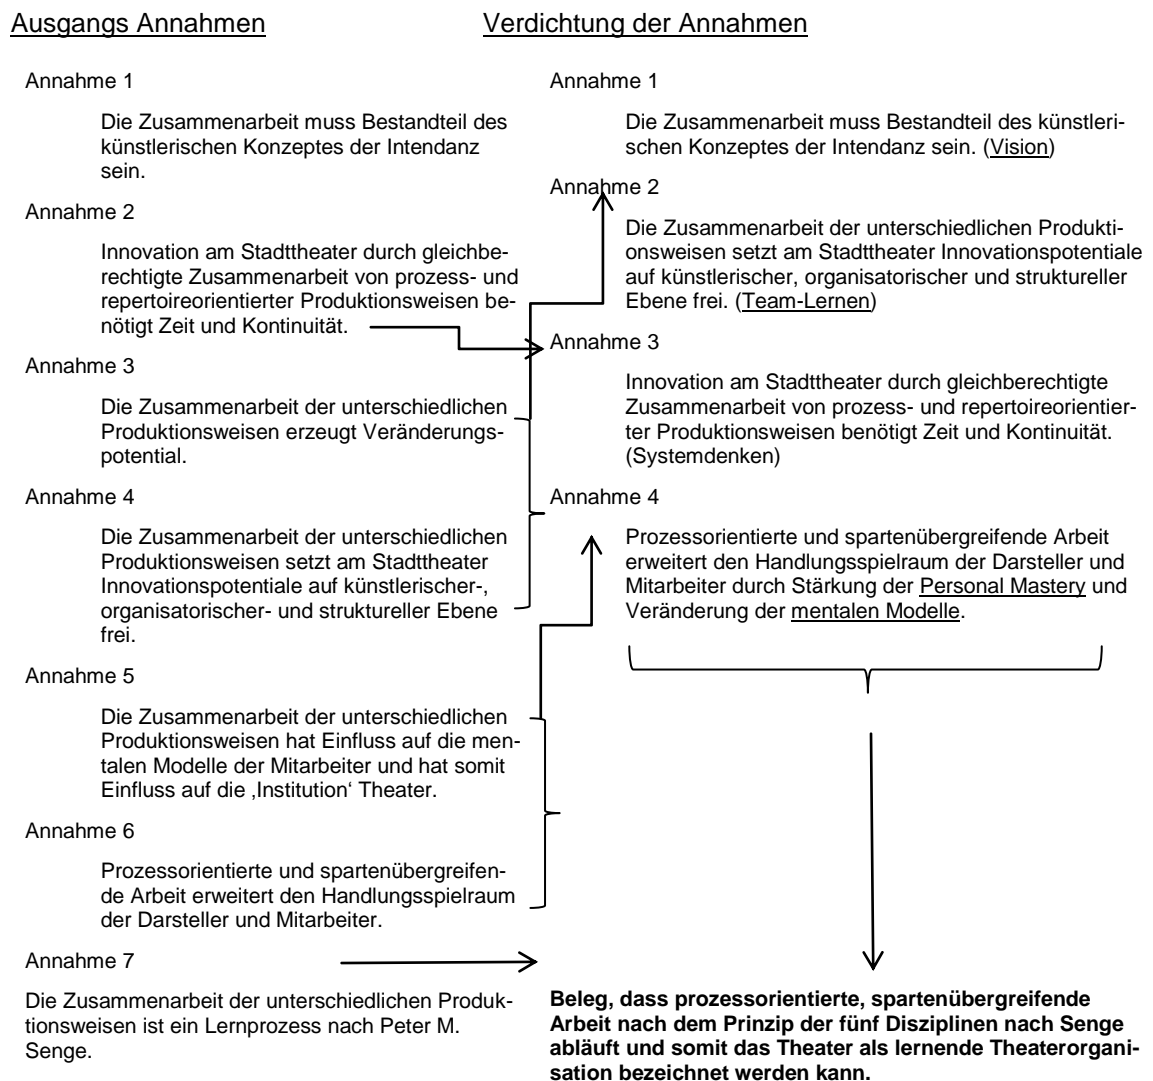 Ausgangs Annahmen
Annahme 1
Die Zusammenarbeit muss Bestandteil des
künstlerischen Konzeptes der Intendanz
sein.
Annahme 2
Innovation am Stadttheater durch gleichbe-
rechtigte Zusammenarbeit von prozess- und
repertoireorientierter Produktionsweisen be-
nötigt Zeit und Kontinuität.
Annahme 3
Die Zusammenarbeit der unterschiedlichen
Produktionsweisen erzeugt Veränderungs-
potential.
Annahme 4
Die Zusammenarbeit der unterschiedlichen
Produktionsweisen setzt am Stadttheater
Innovationspotentiale auf künstlerischer-,
organisatorischer- und struktureller Ebene
frei.
Annahme 5
Die Zusammenarbeit der unterschiedlichen
Produktionsweisen hat Einfluss auf die men-
talen Modelle der Mitarbeiter und hat somit
Einfluss auf die ‚Institution‘ Theater.
Annahme 6
Prozessorientierte und spartenübergreifen-
de Arbeit erweitert den Handlungsspielraum
der Darsteller und Mitarbeiter.
Annahme 7
Die Zusammenarbeit der unterschiedlichen Produk-
tionsweisen ist ein Lernprozess nach Peter M.
Senge.
Verdichtung der Annahmen
Annahme 1
Die Zusammenarbeit muss Bestandteil des künstleri-
schen Konzeptes der Intendanz sein. (Vision)
Annahme 2
Die Zusammenarbeit der unterschiedlichen Produkti-
onsweisen setzt am Stadttheater Innovationspotentiale
auf künstlerischer, organisatorischer und struktureller
Ebene frei. (Team-Lernen)
Annahme 3
Innovation am Stadttheater durch gleichberechtigte
Zusammenarbeit von prozess- und repertoireorientier-
ter Produktionsweisen benötigt Zeit und Kontinuität.
(Systemdenken)
Annahme 4
Prozessorientierte und spartenübergreifende Arbeit
erweitert den Handlungsspielraum der Darsteller und
Mitarbeiter durch Stärkung der Personal Mastery und
Veränderung der mentalen Modelle.
Beleg, dass prozessorientierte, spartenübergreifende
Arbeit nach dem Prinzip der fünf Disziplinen nach Senge
abläuft und somit das Theater als lernende Theaterorgani-
sation bezeichnet werden kann.